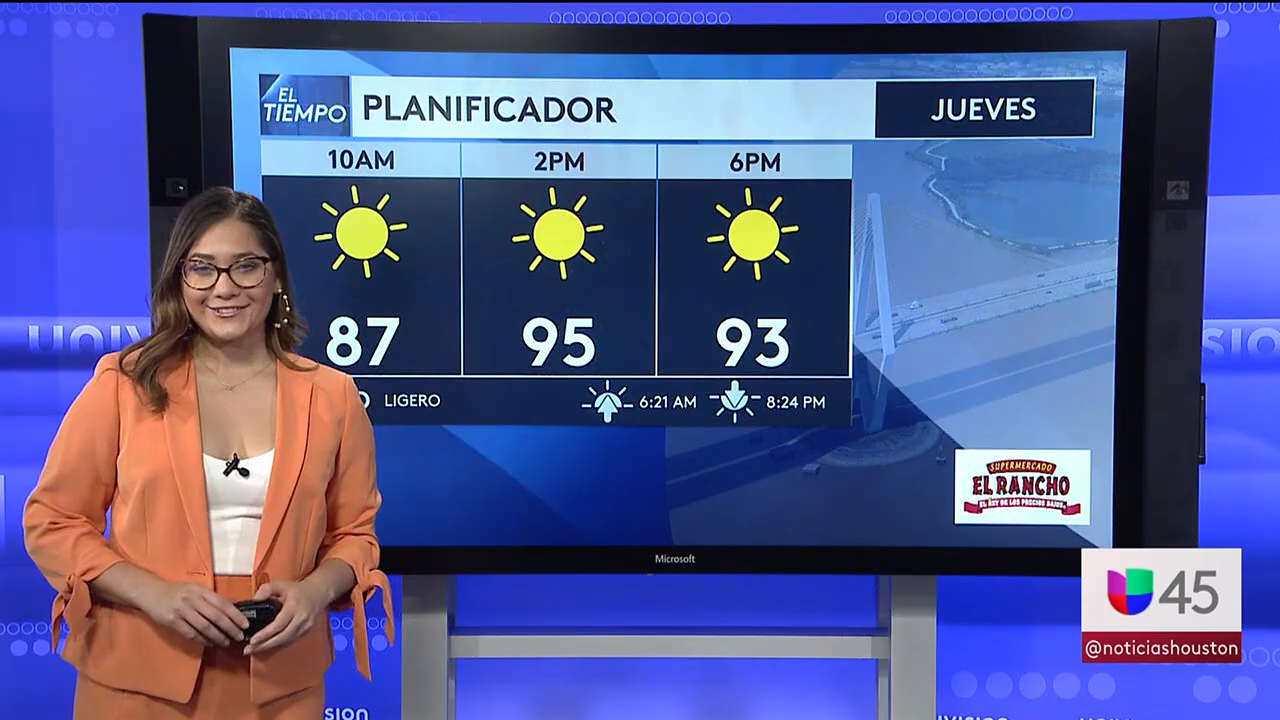 EL TIEMPO
PLANIFICADOR
JUEVES
10AM 2PM 6PM
87 95 93
LIGERO 6:21 AM 8:24 PM
SUPERMERCADO
EL RANCHO
EL REY DE LOS PRECIOS BAJOS
Microsoft
45
@noticiashouston